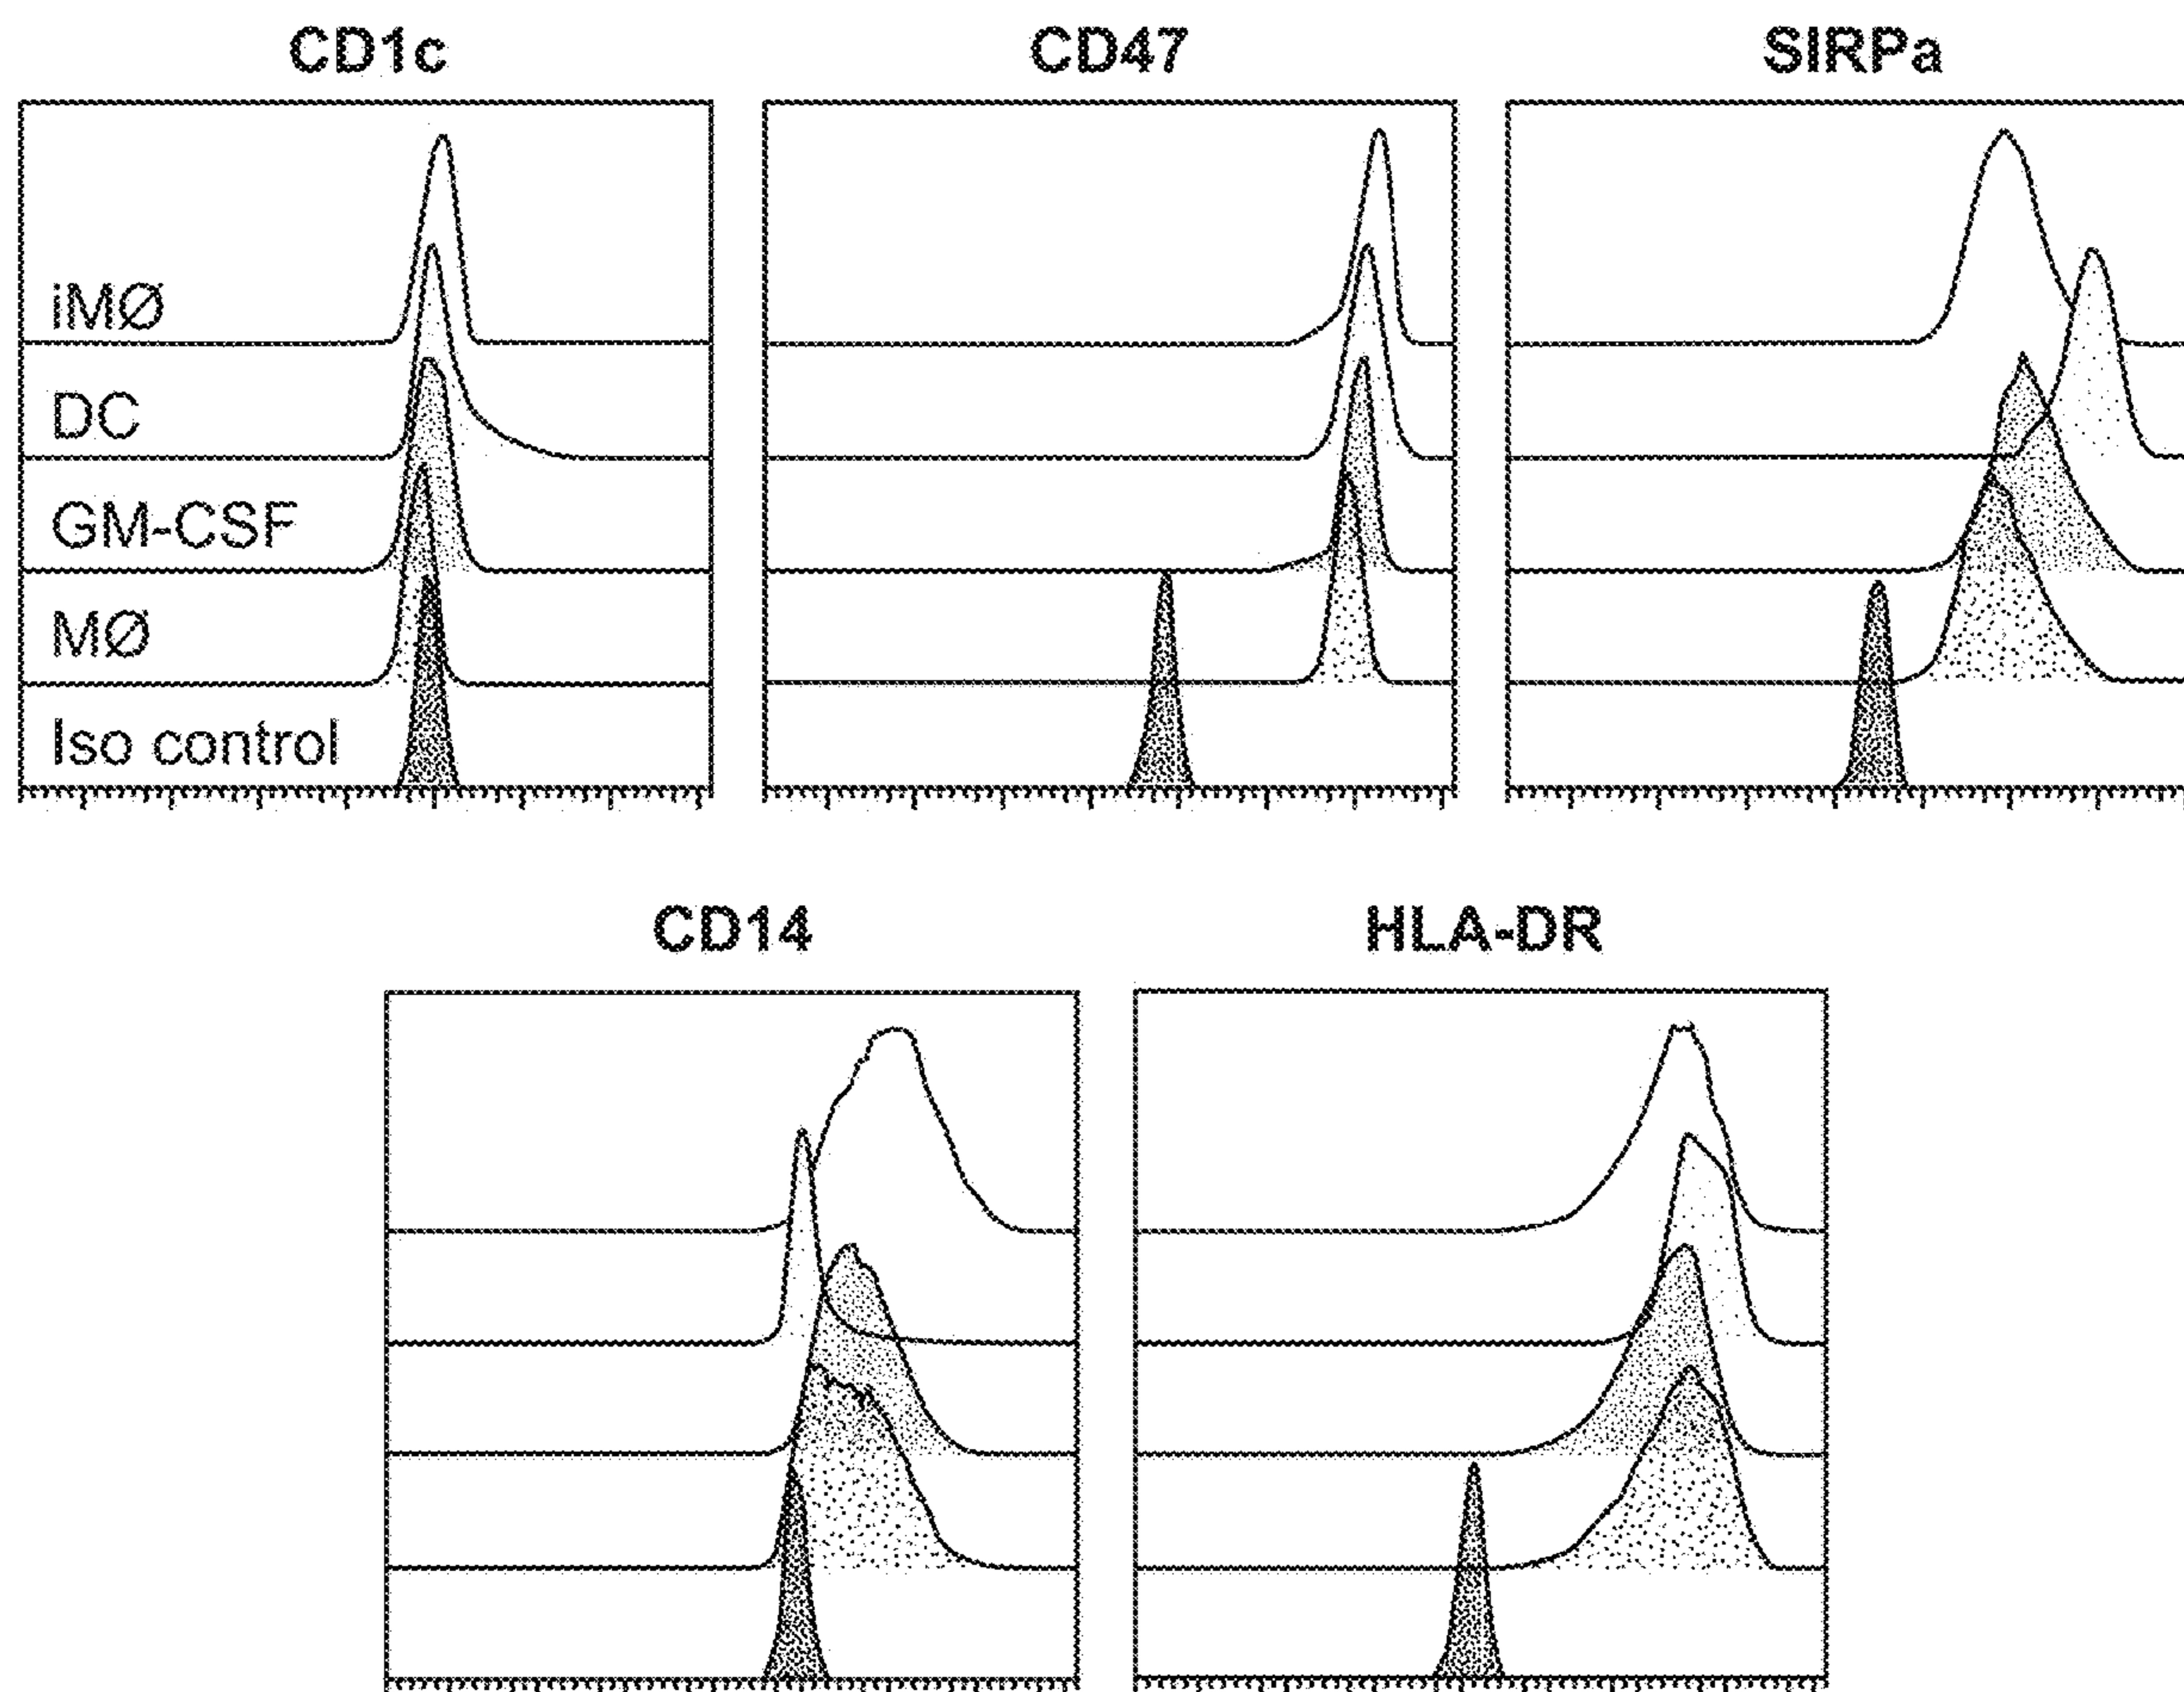 CD1c
CD47
SIRPa
iMØ
DC
GM-CSF
MØ
Iso control
CD14
HLA-DR